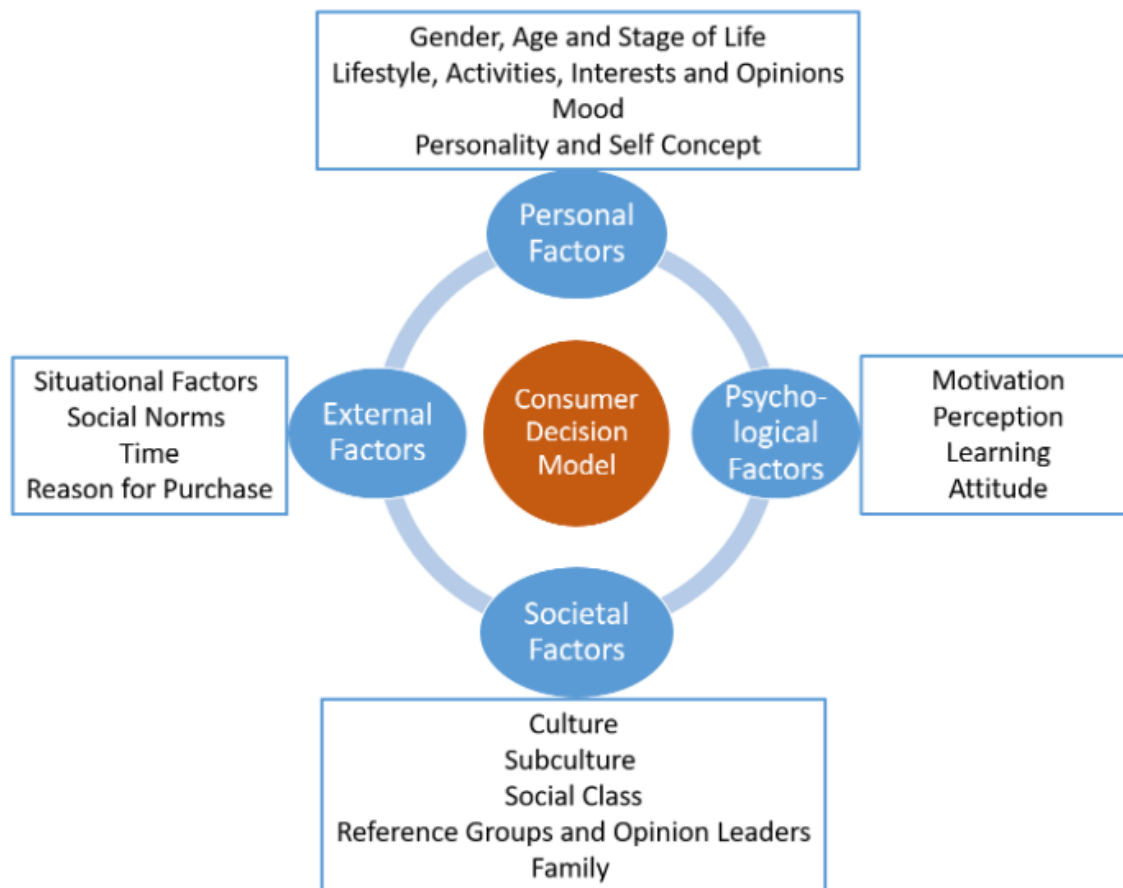 Gender, Age and Stage of Life
Lifestyle, Activities, Interests and Opinions
Mood
Personality and Self Concept
Personal
Factors
Situational Factors
Social Norms
Time
Reason for Purchase
External
Factors
Consumer
Decision
Model
Psycho-
logical
Factors
Motivation
Perception
Learning
Attitude
Societal
Factors
Culture
Subculture
Social Class
Reference Groups and Opinion Leaders
Family